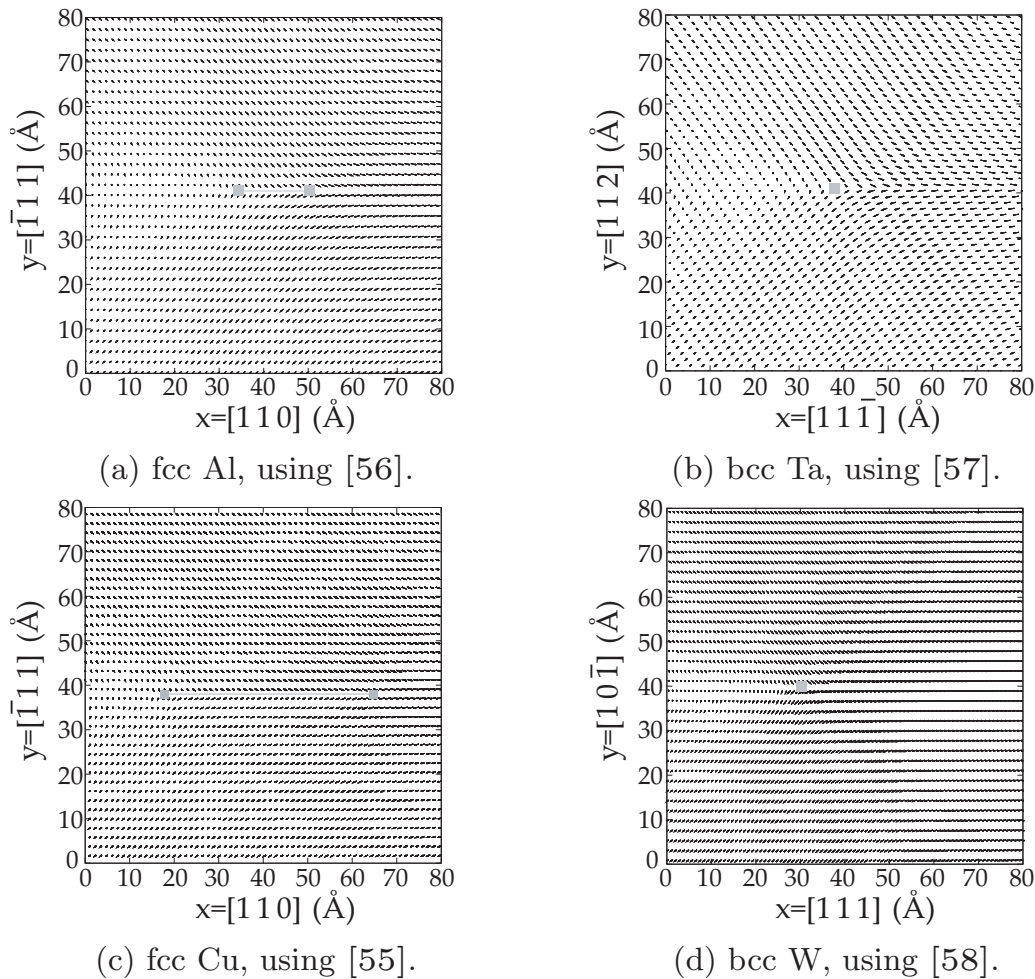 80
70
60
50
40
30
20
10
0
y=[1̄ 1 1] (Å)
0 10 20 30 40 50 60 70 80
x=[1 1 0] (Å)
(a) fcc Al, using [56].
80
70
60
50
40
30
20
10
0
y=[1 1 2] (Å)
0 10 20 30 40 50 60 70 80
x=[1 1 1̄] (Å)
(b) bcc Ta, using [57].
80
70
60
50
40
30
20
10
0
y=[1̄ 1 1] (Å)
0 10 20 30 40 50 60 70 80
x=[1 1 0] (Å)
(c) fcc Cu, using [55].
80
70
60
50
40
30
20
10
0
y=[1 0 1̄] (Å)
0 10 20 30 40 50 60 70 80
x=[1 1 1] (Å)
(d) bcc W, using [58].